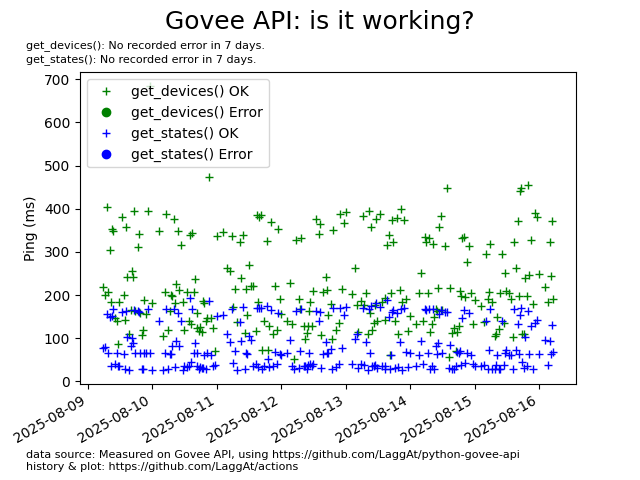 Govee API: is it working?
get_devices(): No recorded error in 7 days.
get_states(): No recorded error in 7 days.
700
600
500
400
300
200
100
0
Ping (ms)
get_devices() OK
get_devices() Error
get_states() OK
get_states() Error
2025-08-09
2025-08-10
2025-08-11
2025-08-12
2025-08-13
2025-08-14
2025-08-15
2025-08-16
data source: Measured on Govee API, using https://github.com/LaggAt/python-govee-api
history & plot: https://github.com/LaggAt/actions